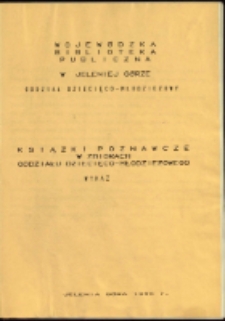 WOJEWÓDZKA
BIBLIOTEKA
PUBLICZNA
W JELENIEJ GÓRZE
ODDZIAŁ DZIECIĘCO-MŁODZIEŻOWY
KSIĄŻKI POZNAWCZE
W ZBIORACH
ODDZIAŁU DZIECIĘCO-MŁODZIEŻOWEGO
WYKAZ
JELENIA GÓRA R.